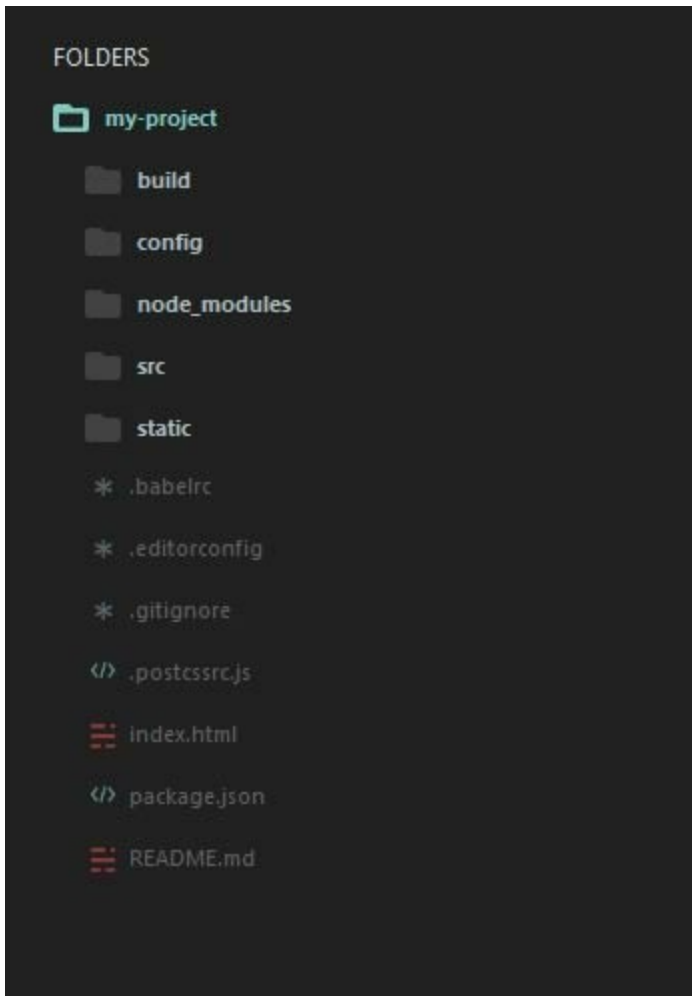 FOLDERS
my-project
build
config
node_modules
src
static
.babelrc
.editorconfig
.gitignore
.postcssrc.js
index.html
package.json
README.md